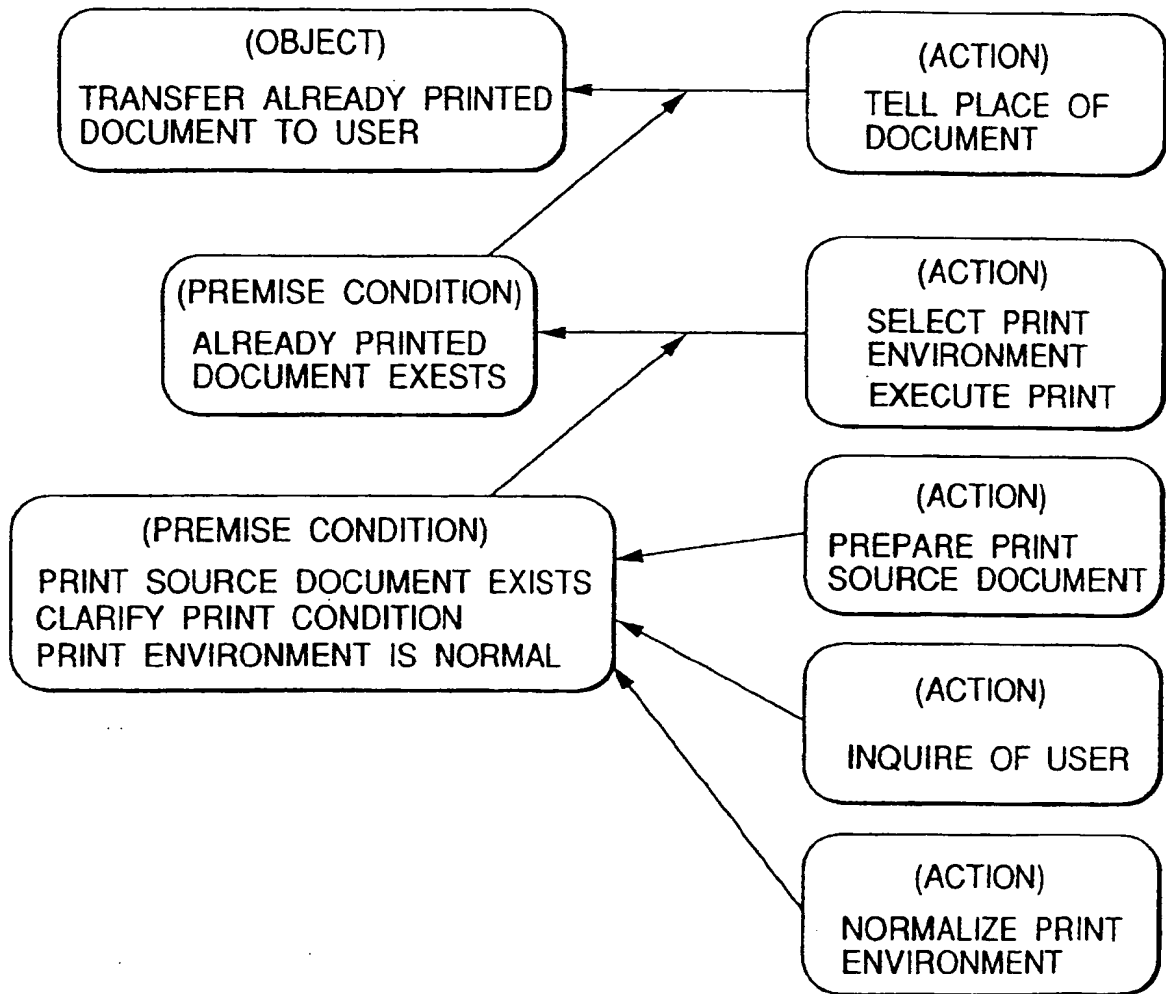 (OBJECT)
TRANSFER ALREADY PRINTED
DOCUMENT TO USER
(ACTION)
TELL PLACE OF
DOCUMENT
(PREMISE CONDITION)
ALREADY PRINTED
DOCUMENT EXESTS
(ACTION)
SELECT PRINT
ENVIRONMENT
EXECUTE PRINT
(PREMISE CONDITION)
PRINT SOURCE DOCUMENT EXISTS
CLARIFY PRINT CONDITION
PRINT ENVIRONMENT IS NORMAL
(ACTION)
PREPARE PRINT
SOURCE DOCUMENT
(ACTION)
INQUIRE OF USER
(ACTION)
NORMALIZE PRINT
ENVIRONMENT